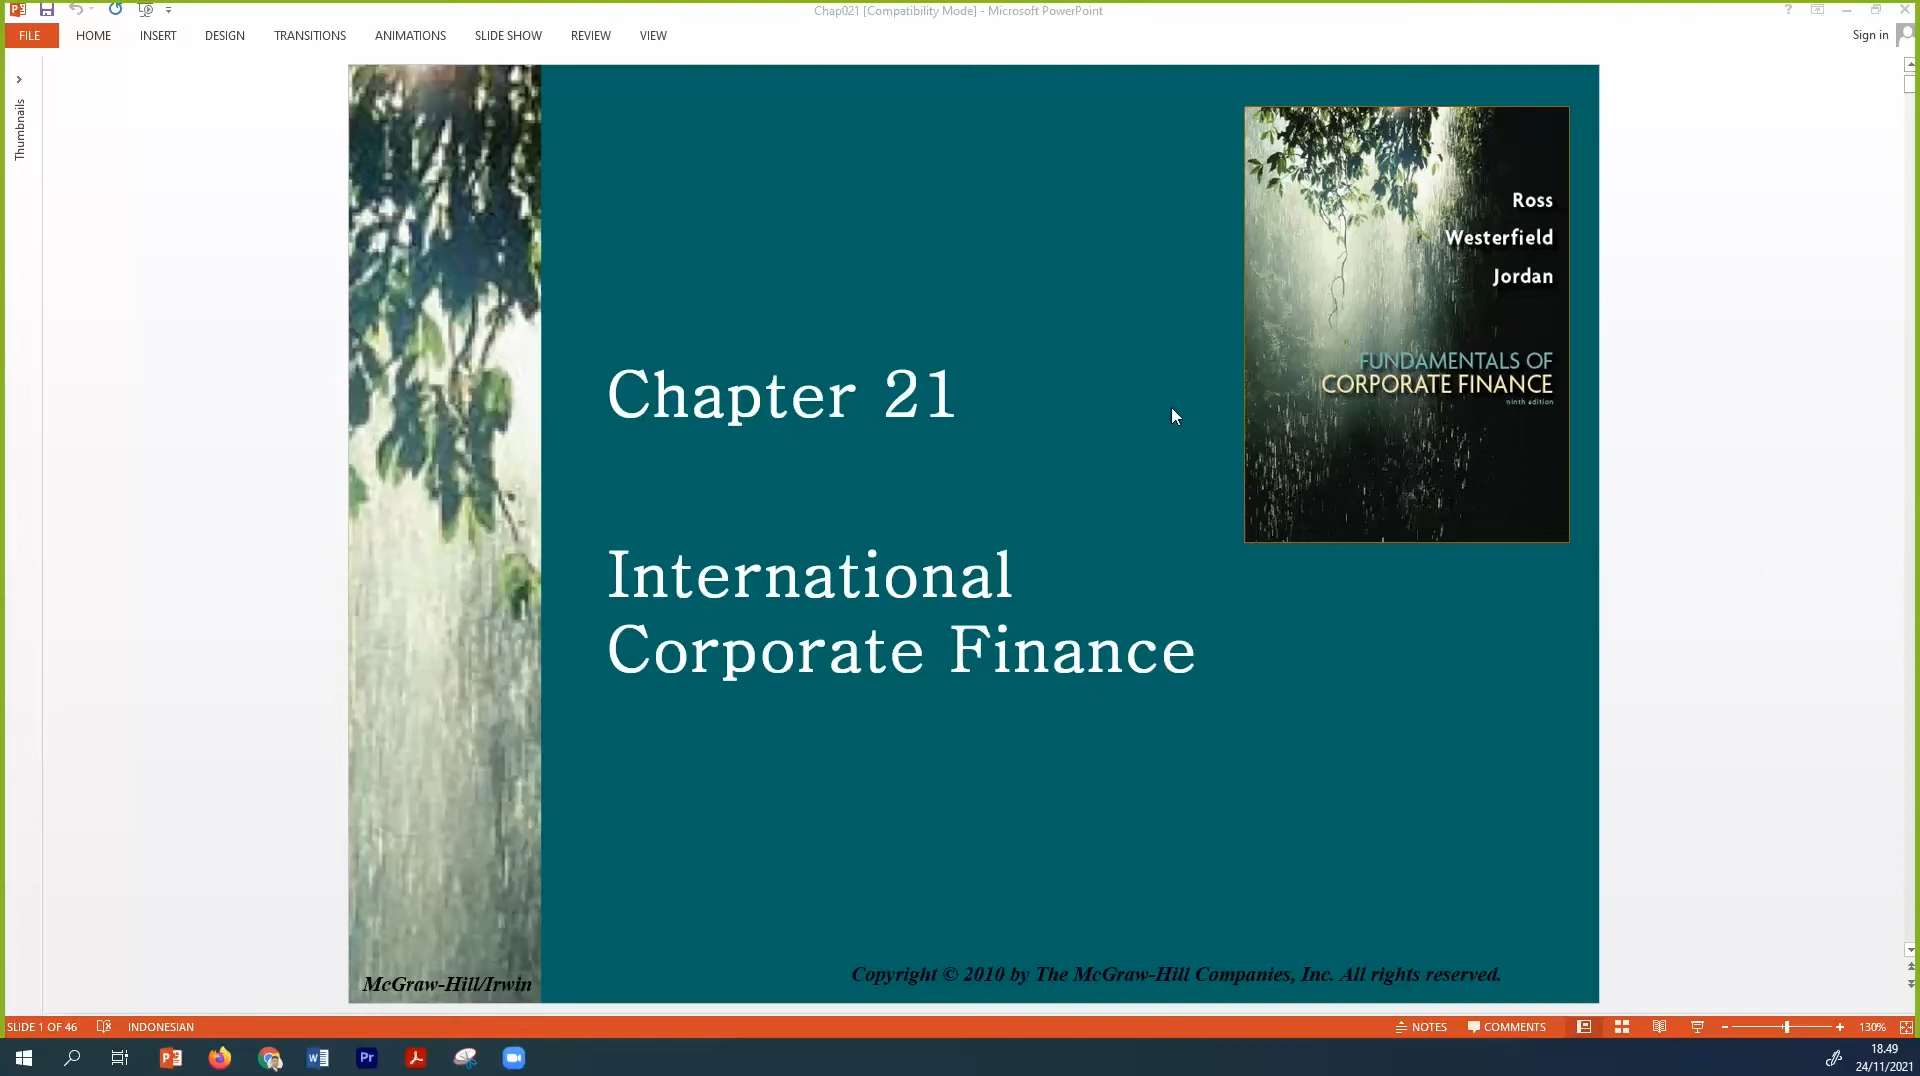 Chap021 [Compatibility Mode] - Microsoft PowerPoint
?
FILE HOME INSERT DESIGN TRANSITIONS ANIMATIONS SLIDE SHOW REVIEW VIEW
Sign in
Thumbnails
Ross
Westerfield
Jordan
FUNDAMENTALS OF
CORPORATE FINANCE
ninth edition
Chapter 21
International
Corporate Finance
McGraw-Hill/Irwin
Copyright © 2010 by The McGraw-Hill Companies, Inc. All rights reserved.
SLIDE 1 OF 46 INDONESIAN NOTES COMMENTS 130%
Pr
18.49
24/11/2021